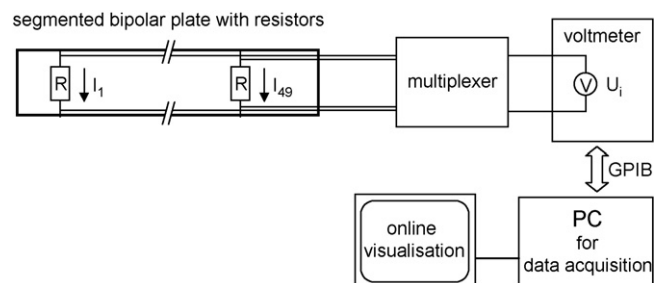 segmented bipolar plate with resistors
voltmeter
R
I1
R
I49
multiplexer
V
Ui
GPIB
online
visualisation
PC
for
data acquisition